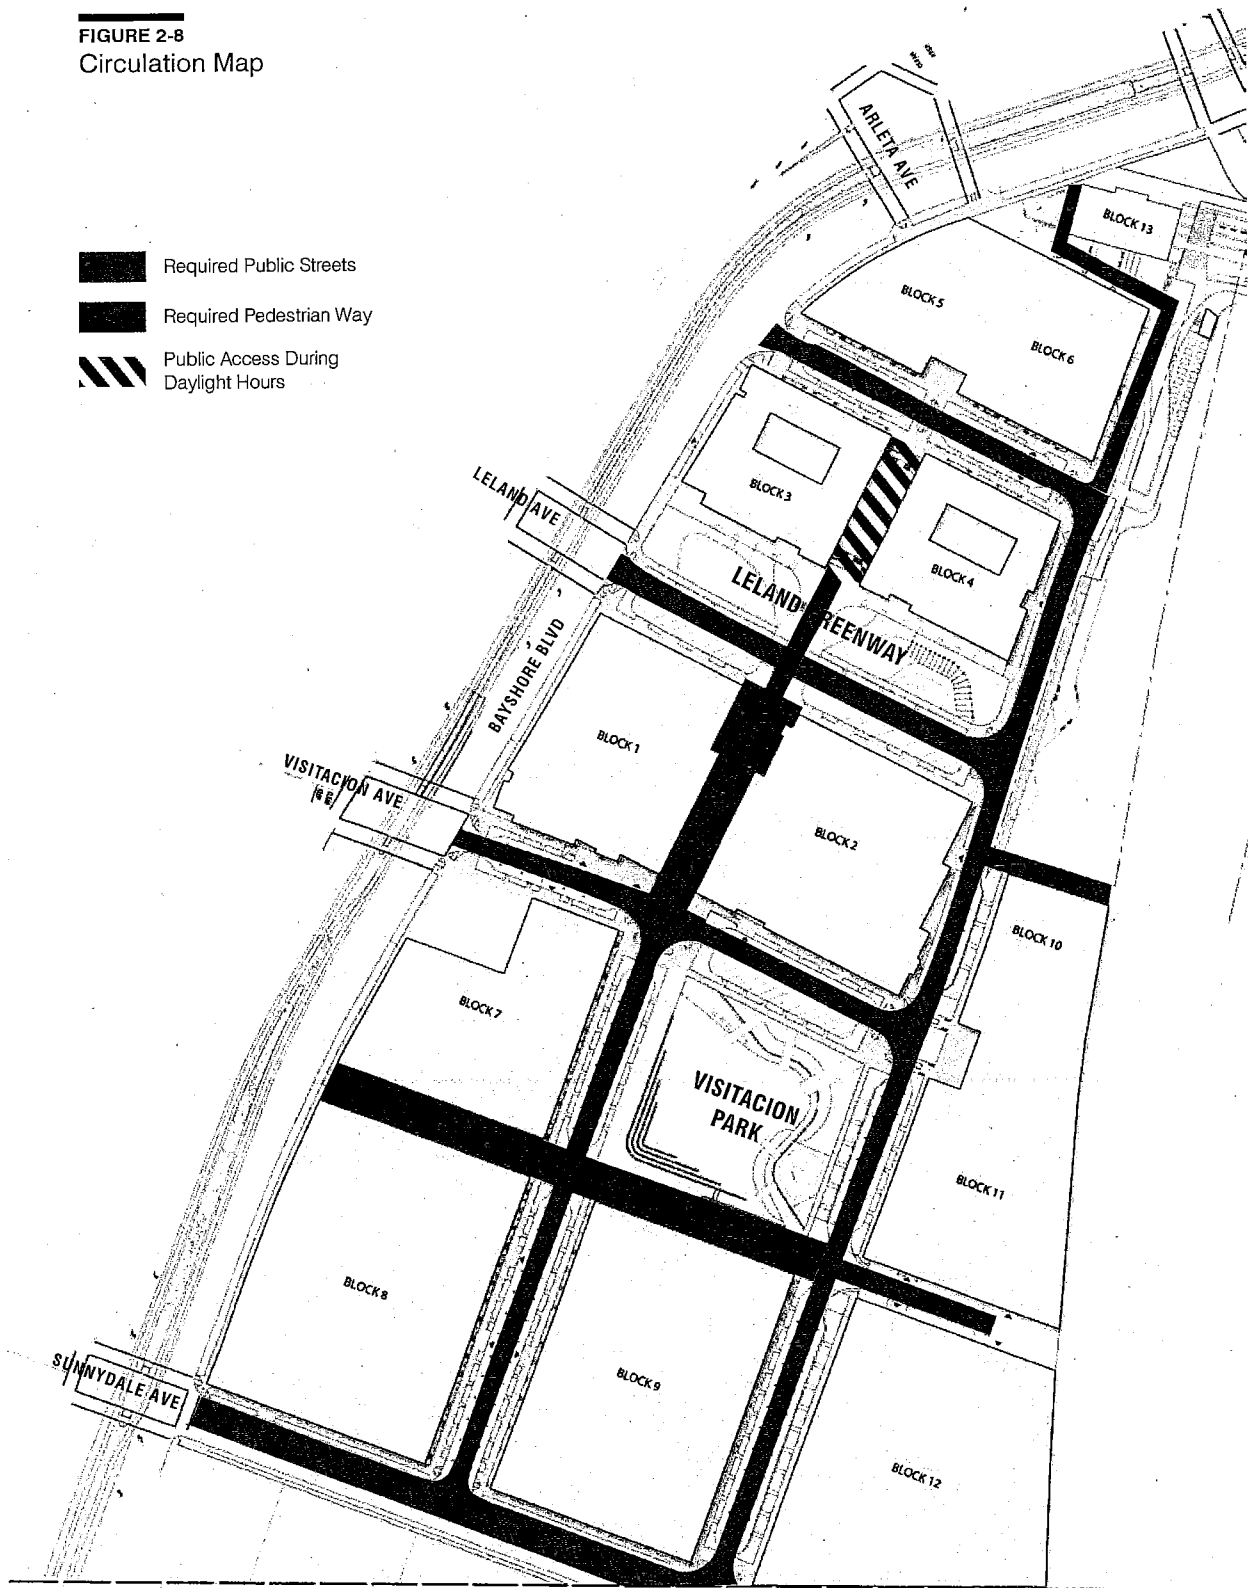 FIGURE 2-8
Circulation Map
ARLETA AVE
BLOCK 13
Required Public Streets
BLOCK 5
Required Pedestrian Way
BLOCK 6
Public Access During
Daylight Hours
LELAND AVE
BLOCK 3
BLOCK 4
LELAND GREENWAY
BAYSHORE BLVD
BLOCK 1
VISITACION AVE
BLOCK 2
BLOCK 10
BLOCK 7
VISITACION
PARK
BLOCK 11
BLOCK 8
SUNNYDALE AVE
BLOCK 9
BLOCK 12